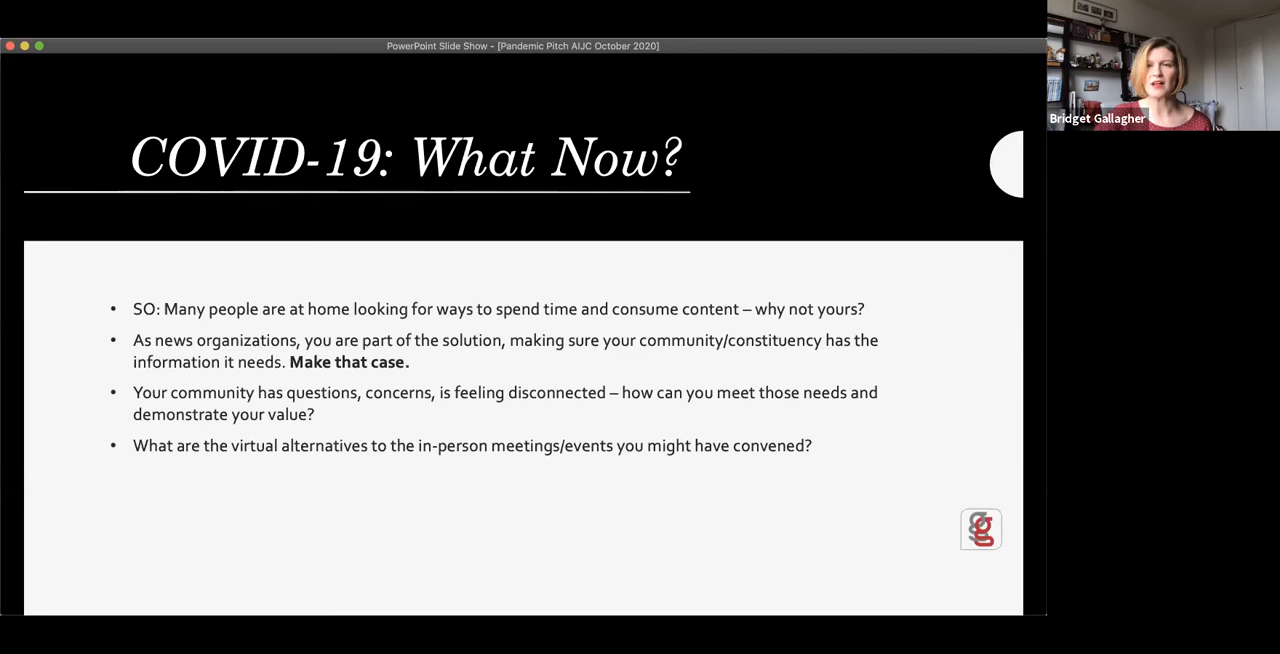 PowerPoint Slide Show - [Pandemic Pitch AIJC October 2020]
Bridget Gallagher
COVID-19: What Now?
• SO: Many people are at home looking for ways to spend time and consume content – why not yours?
• As news organizations, you are part of the solution, making sure your community/constituency has the
information it needs. Make that case.
• Your community has questions, concerns, is feeling disconnected – how can you meet those needs and
demonstrate your value?
• What are the virtual alternatives to the in-person meetings/events you might have convened?
gg